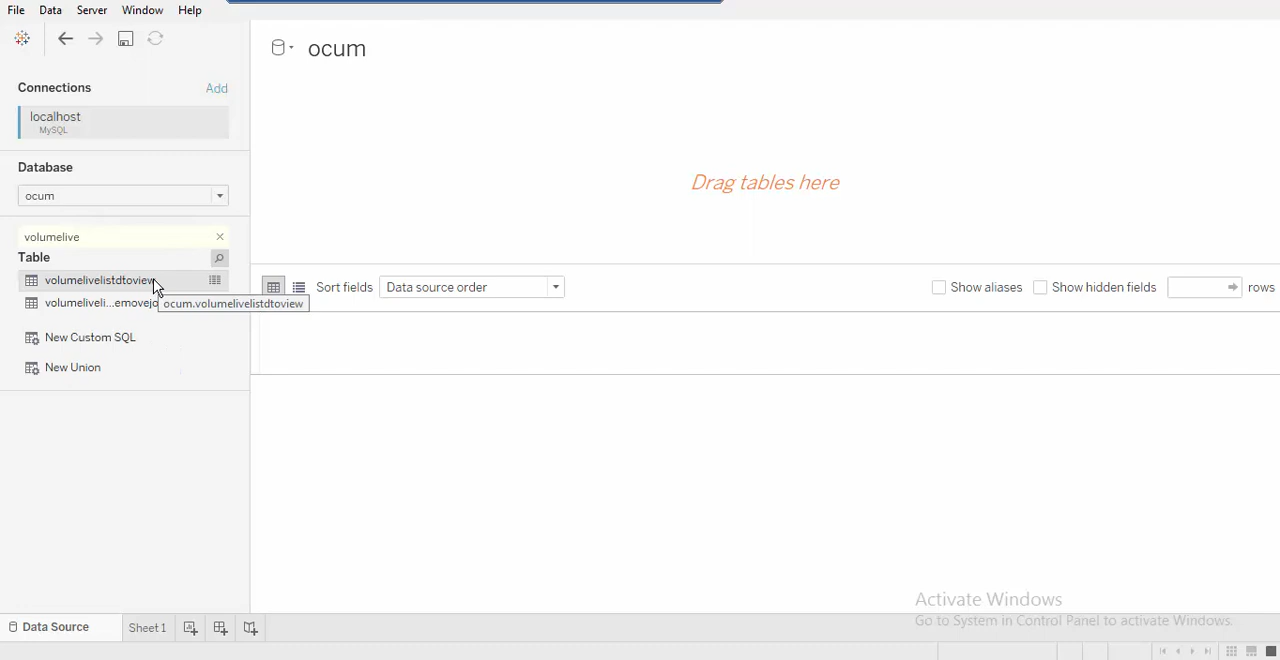 File Data Server Window Help
ocum
Connections Add
localhost
MySQL
Database
ocum
Drag tables here
volumelive
Table
volumelivelistdtoview
Sort fields Data source order Show aliases Show hidden fields rows
volumeliveli...emovejo
ocum.volumelivelistdtoview
New Custom SQL
New Union
Activate Windows
Go to System in Control Panel to activate Windows.
Data Source Sheet 1